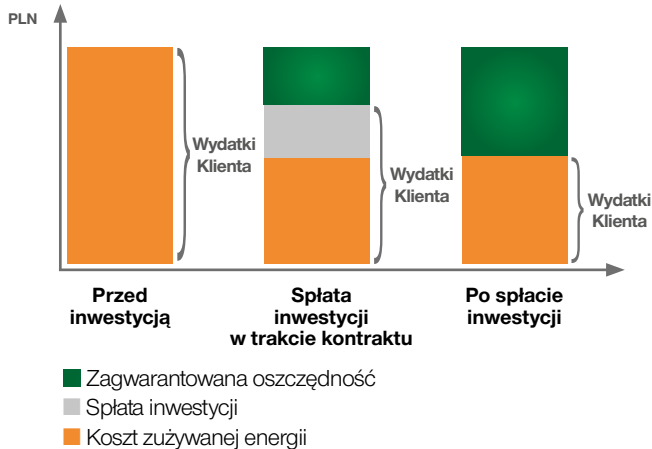 PLN
Wydatki
Klienta
Wydatki
Klienta
Wydatki
Klienta
Przed
inwestycją
Spłata
inwestycji
w trakcie kontraktu
Po spłacie
inwestycji
Zagwarantowana oszczędność
Spłata inwestycji
Koszt zużywanej energii